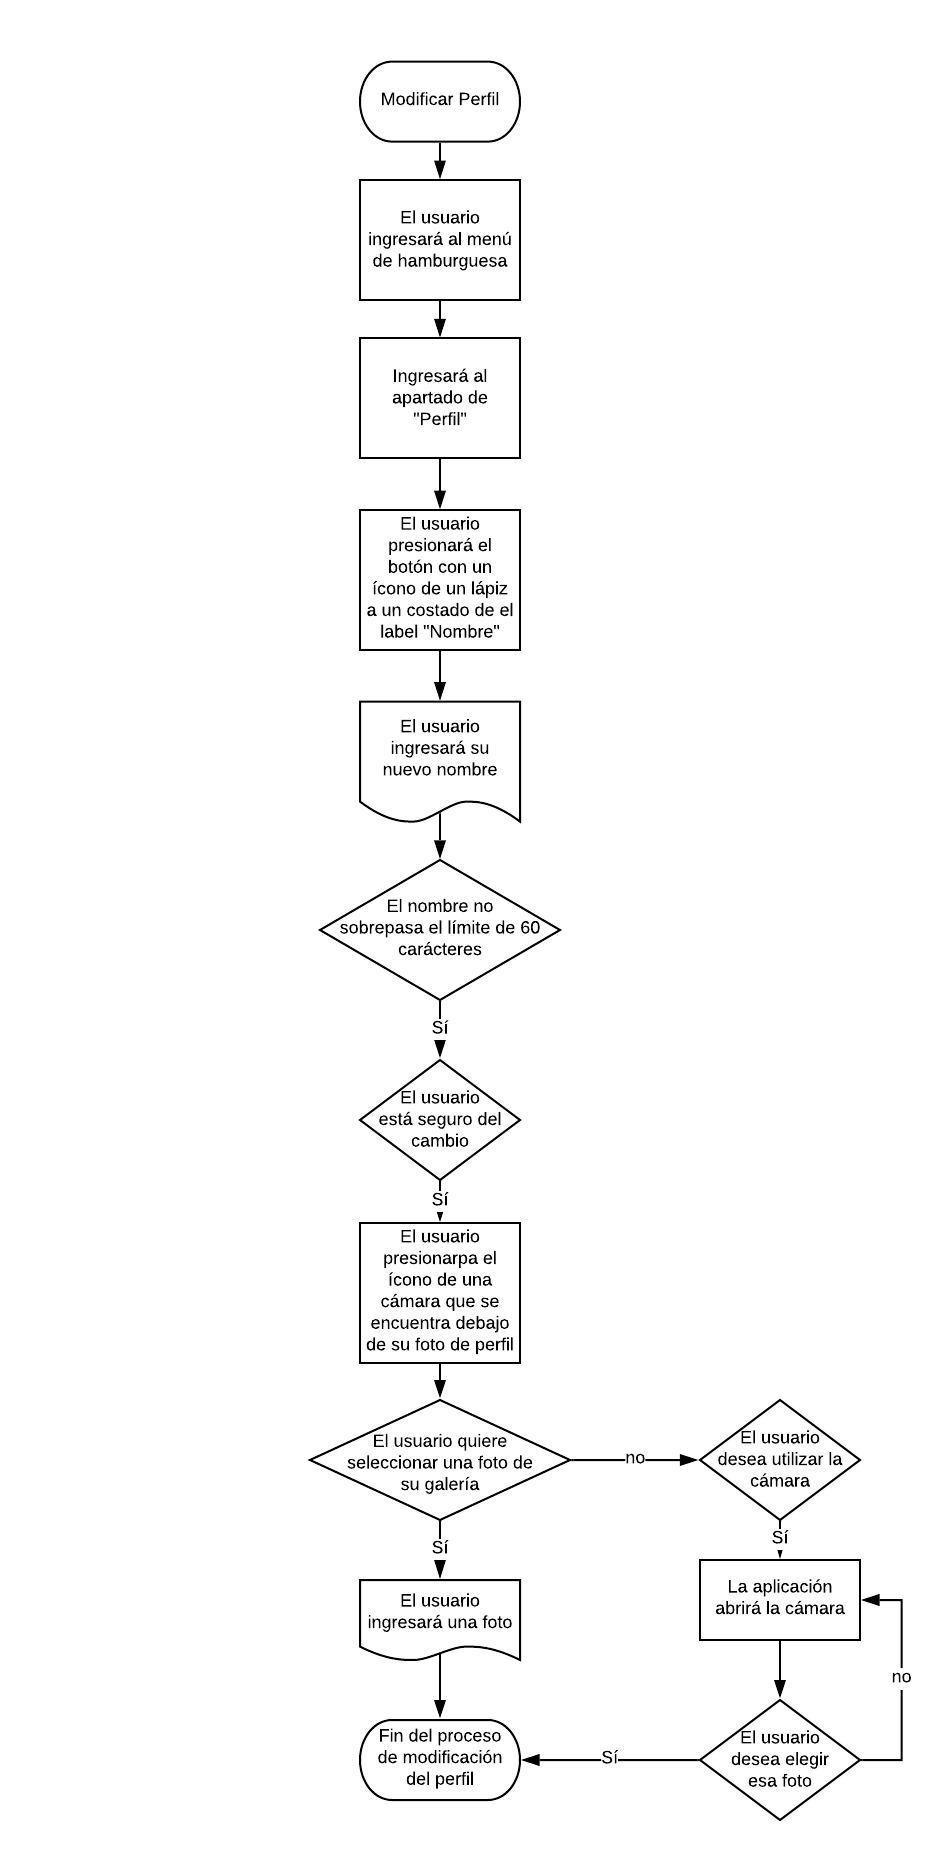 Modificar Perfil
El usuario
ingresará al menú
de hamburguesa
Ingresará al
apartado de
"Perfil"
El usuario
presionará el
botón con un
ícono de un lápiz
a un costado de el
label "Nombre"
El usuario
ingresará su
nuevo nombre
El nombre no
sobrepasa el límite de 60
carácteres
Sí
El usuario
está seguro del
cambio
Sí
El usuario
presionarpa el
ícono de una
cámara que se
encuentra debajo
de su foto de perfil
El usuario quiere
seleccionar una foto de
su galería
no
El usuario
desea utilizar la
cámara
Sí
Sí
El usuario
ingresará una foto
La aplicación
abrirá la cámara
no
El usuario
desea elegir
esa foto
Sí
Fin del proceso
de modificación
del perfil